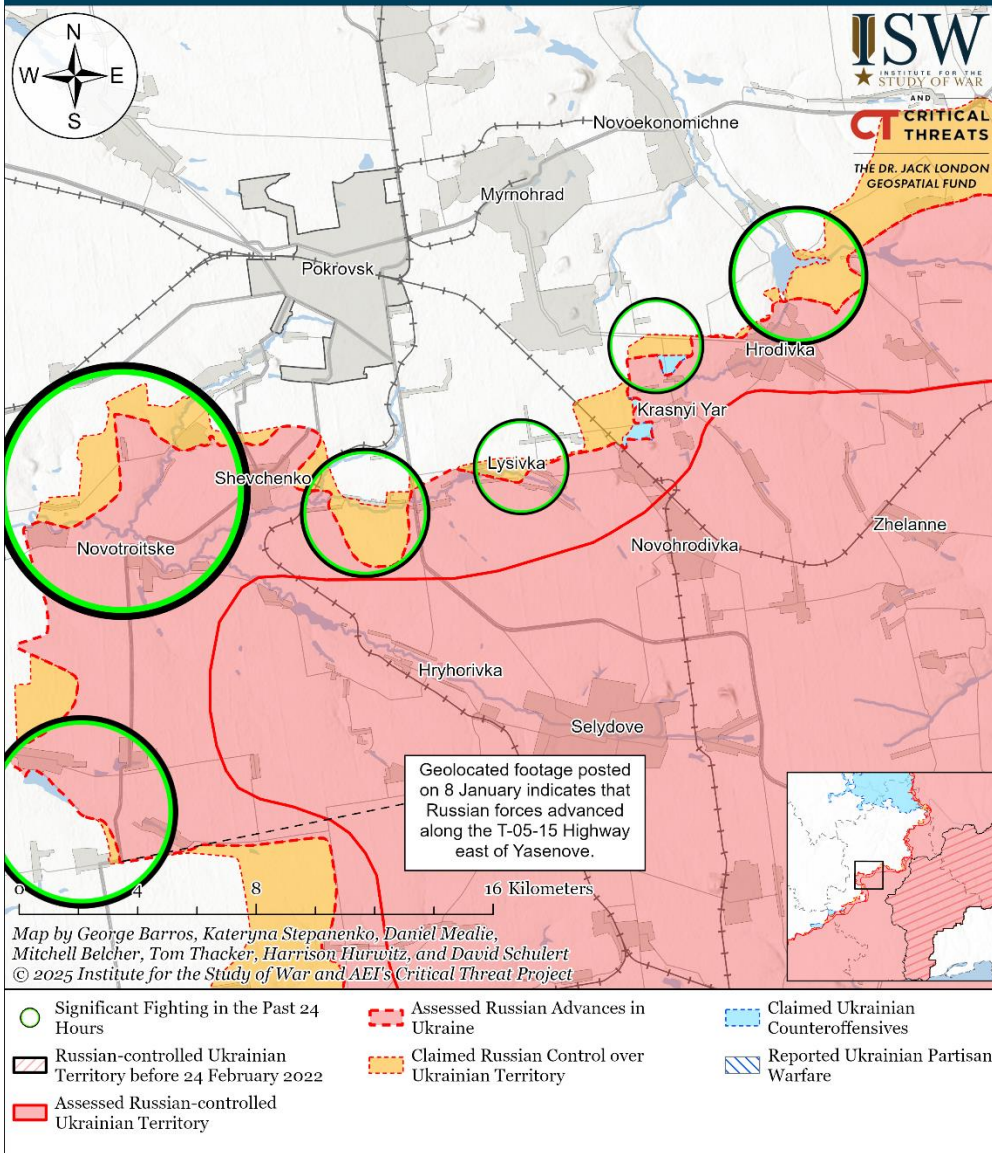 N
W
E
S
ISW
INSTITUTE FOR THE
STUDY OF WAR
AND
CT CRITICAL
THREATS
THE DR. JACK LONDON
GEOSPATIAL FUND
Novoekonomichne
Myrnohrad
Pokrovsk
Hrodivka
Krasnyi Yar
Lysivka
Shevchenko
Zhelanne
Novohrodivka
Novotroitske
Hryhorivka
Selydove
Geolocated footage posted
on 8 January indicates that
Russian forces advanced
along the T-05-15 Highway
east of Yasenove.
0 4 8 16 Kilometers
Map by George Barros, Kateryna Stepanenko, Daniel Mealie,
Mitchell Belcher, Tom Thacker, Harrison Hurwitz, and David Schulert
© 2025 Institute for the Study of War and AEI's Critical Threat Project
Significant Fighting in the Past 24
Hours
Russian-controlled Ukrainian
Territory before 24 February 2022
Assessed Russian-controlled
Ukrainian Territory
Assessed Russian Advances in
Ukraine
Claimed Russian Control over
Ukrainian Territory
Claimed Ukrainian
Counteroffensives
Reported Ukrainian Partisan
Warfare